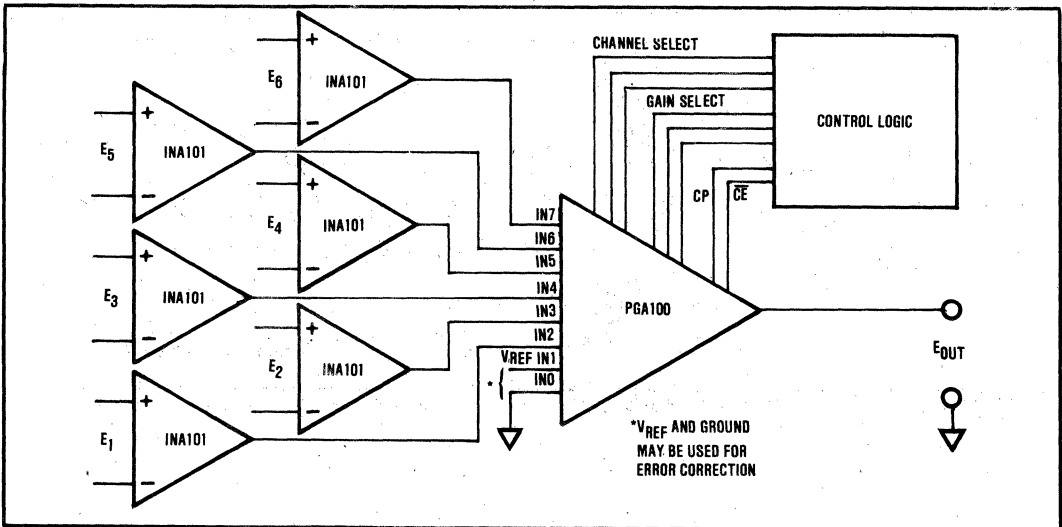 CHANNEL SELECT
GAIN SELECT
CONTROL LOGIC
CP
CE
+
E6
INA101
−
+
E5
INA101
−
+
E4
INA101
−
+
E3
INA101
−
+
E2
INA101
−
+
E1
INA101
−
IN7
IN6
IN5
IN4
IN3
IN2
VREF IN1
IN0
*
PGA100
EOUT
*VREF AND GROUND
MAY BE USED FOR
ERROR CORRECTION